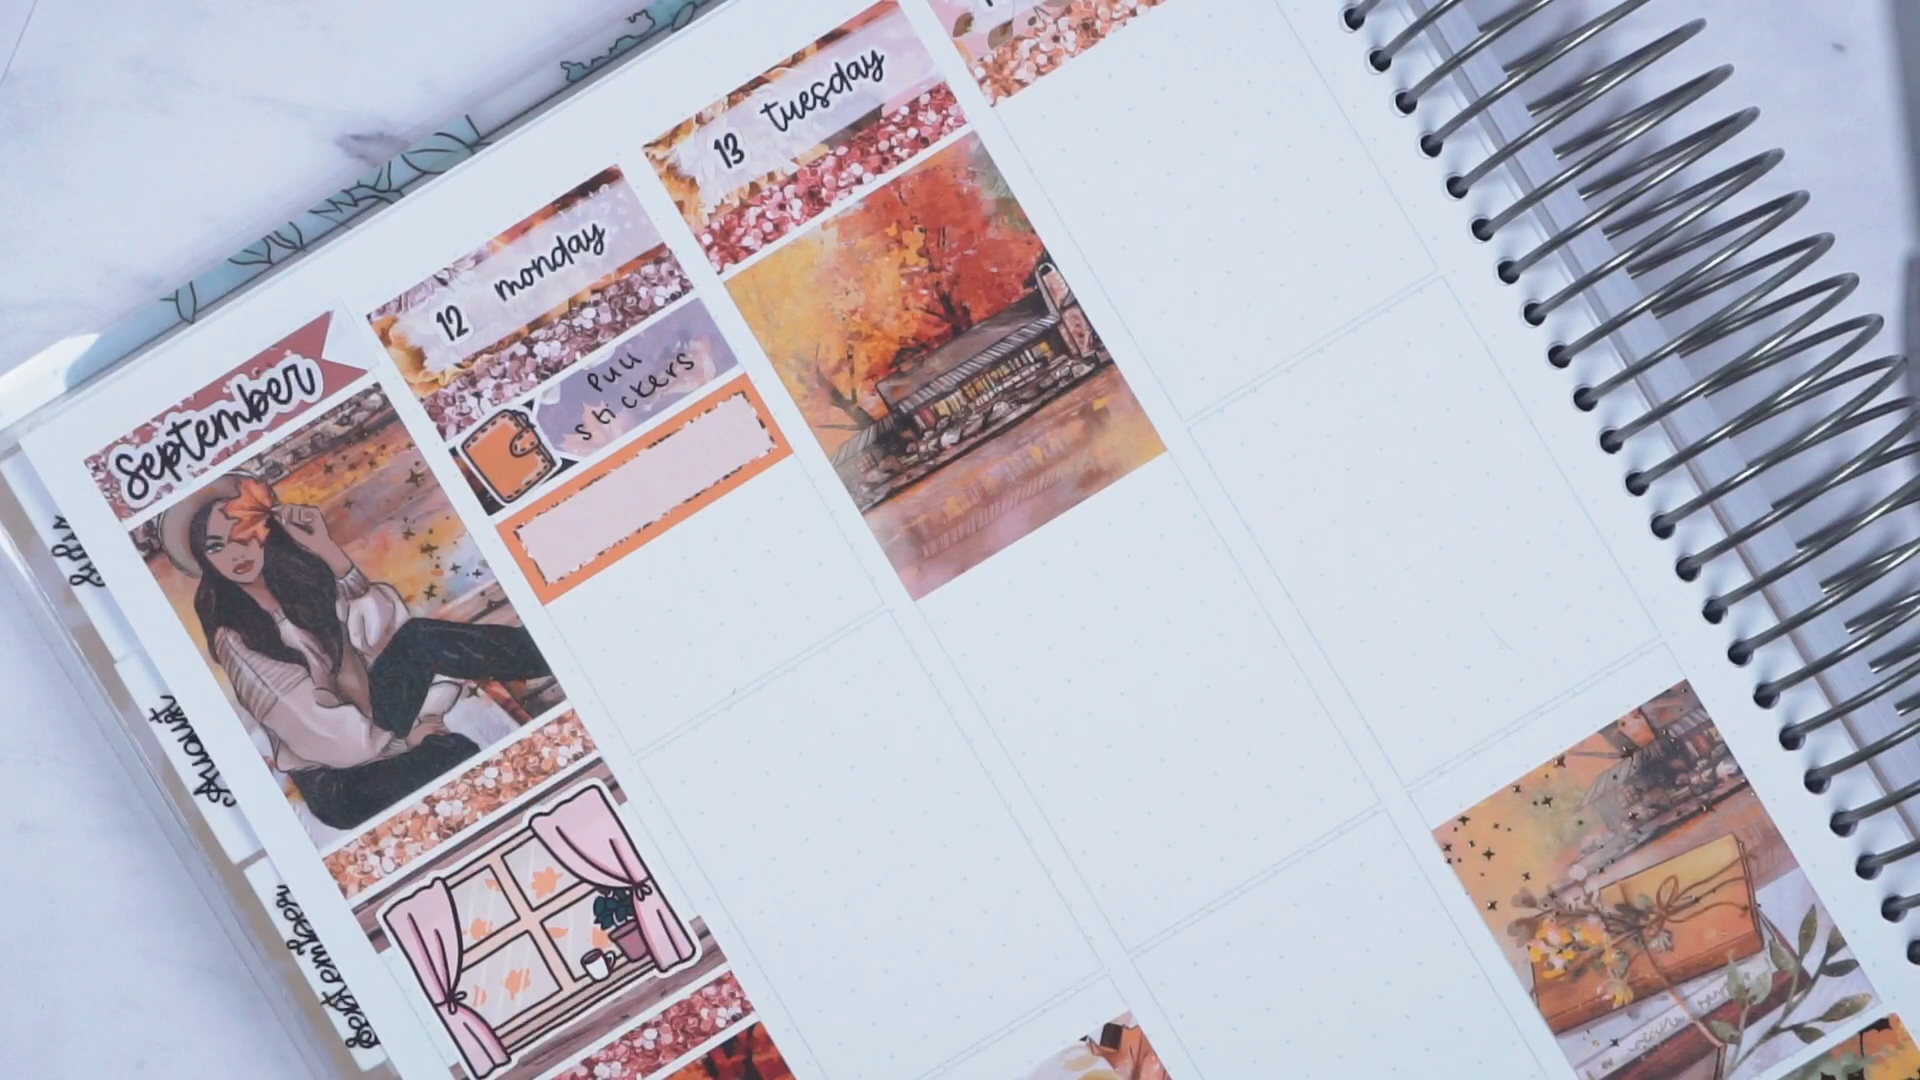 September
12 monday
puu
stickers
13 tuesday
August
September